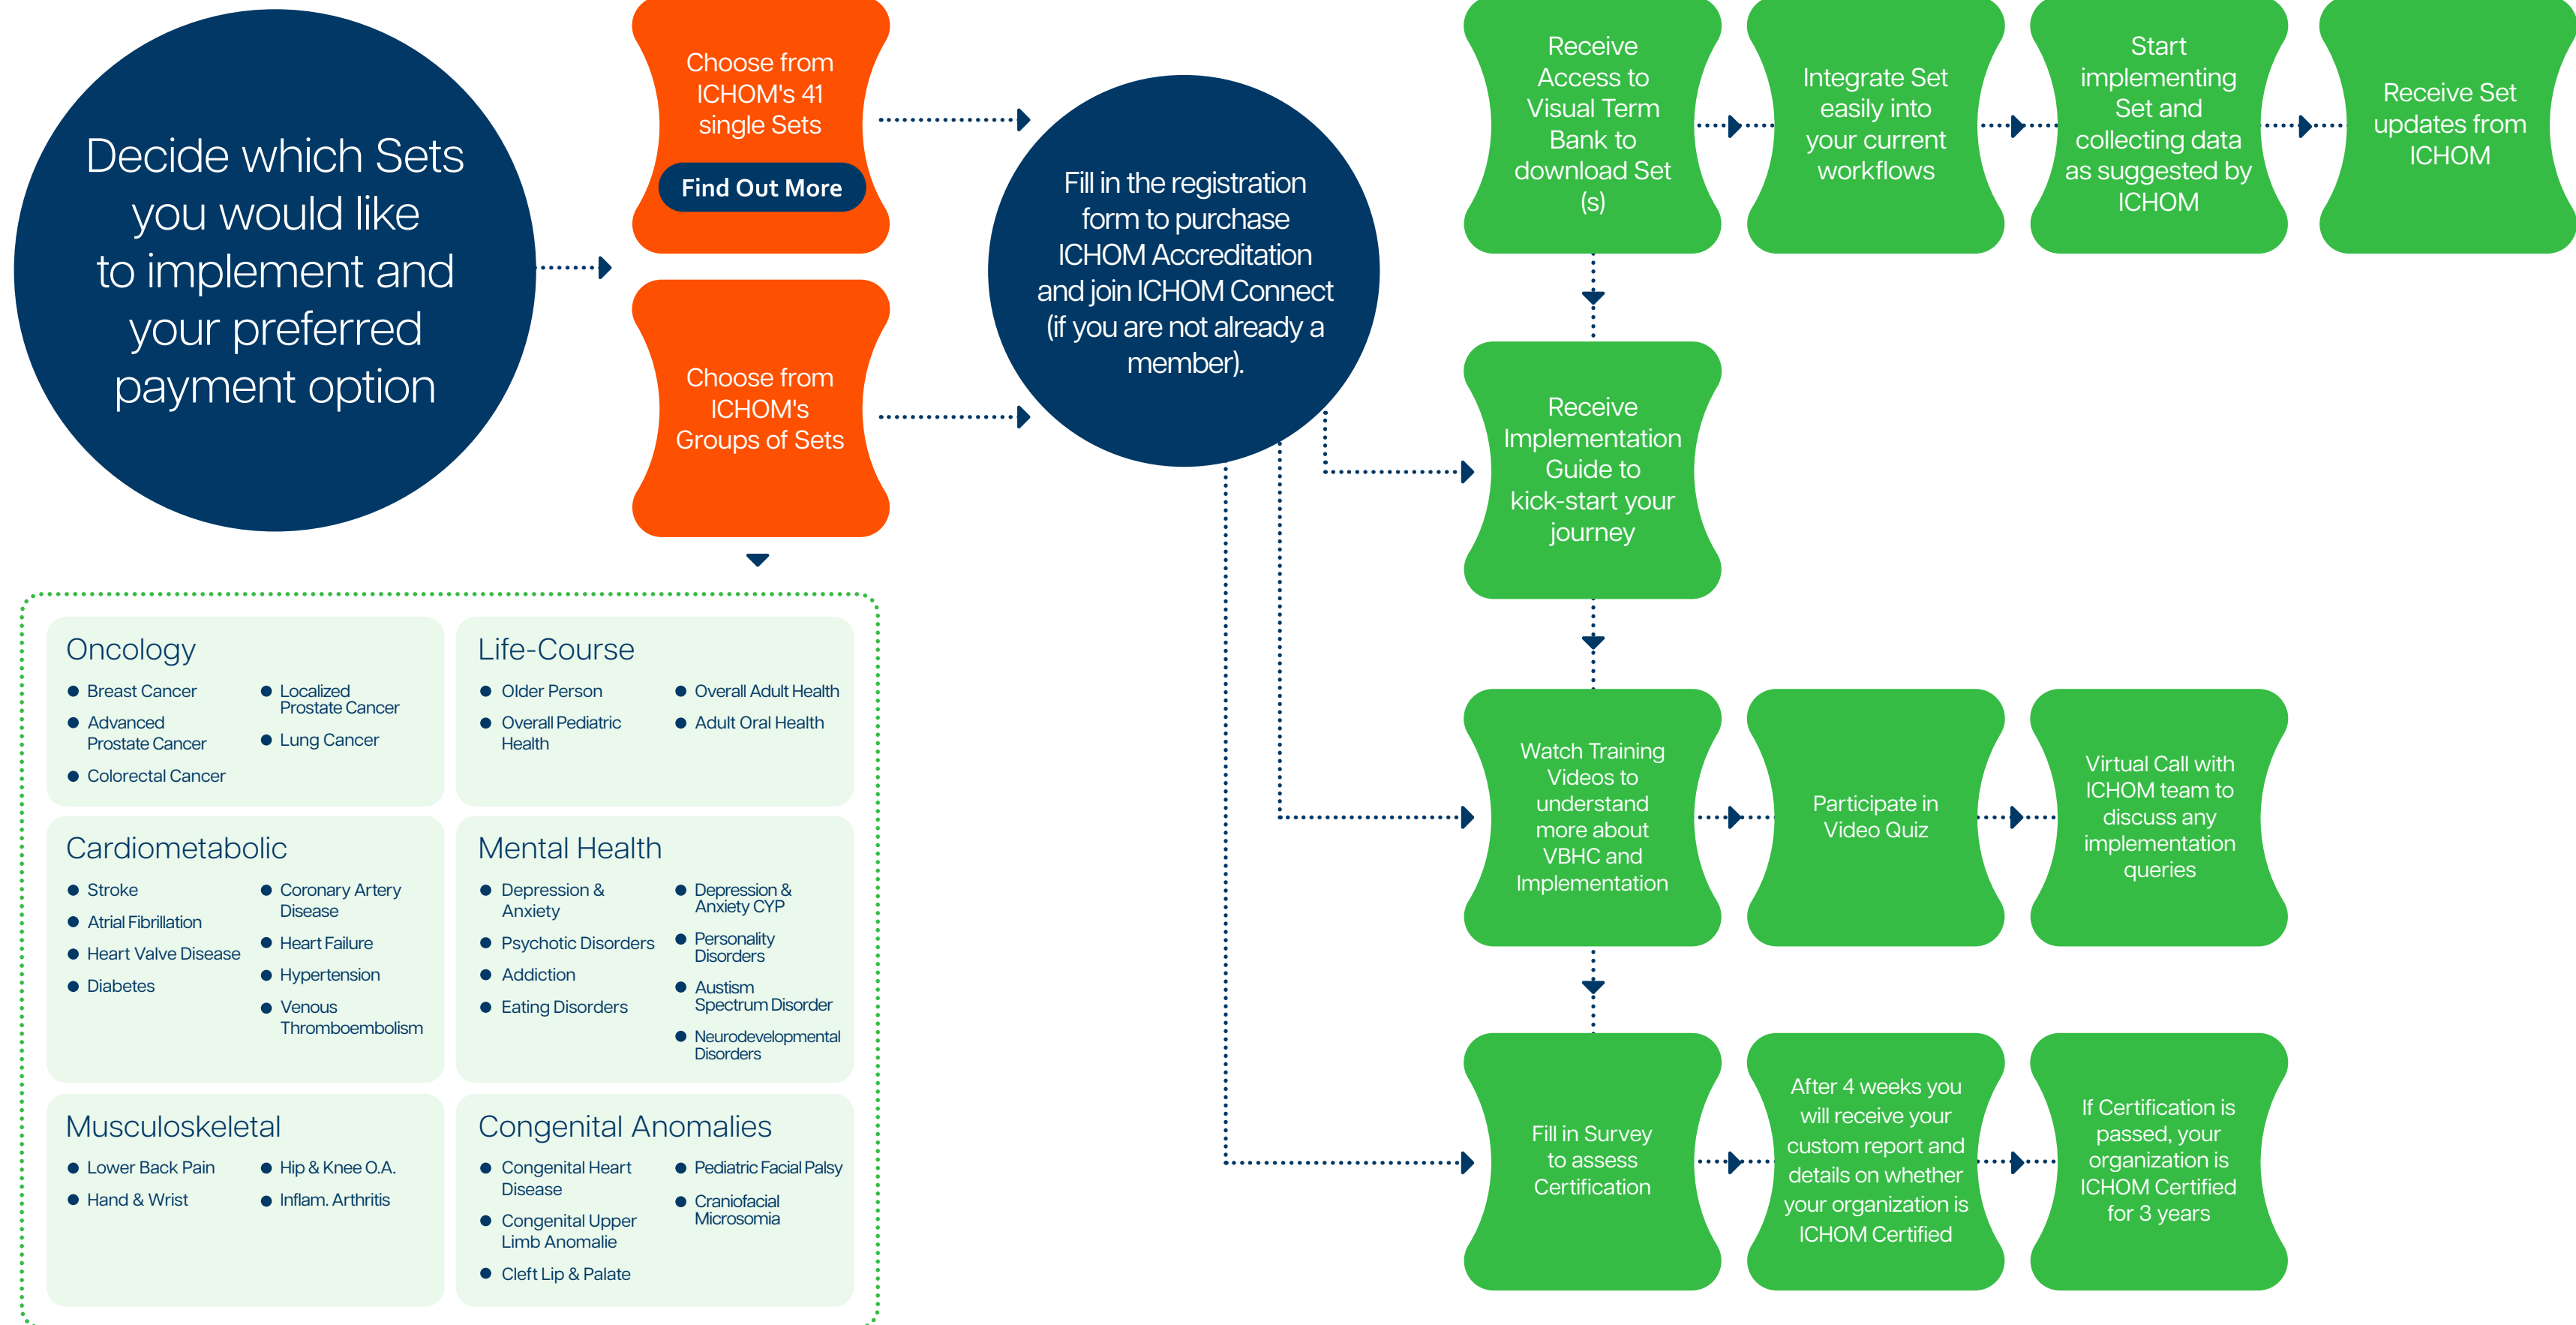 Decide which Sets
you would like
to implement and
your preferred
payment option
Choose from
ICHOM's 41
single Sets
Find Out More
Choose from
ICHOM's
Groups of Sets
Fill in the registration
form to purchase
ICHOM Accreditation
and join ICHOM Connect
(if you are not already a
member).
Receive
Access to
Visual Term
Bank to
download Set
(s)
Integrate Set
easily into
your current
workflows
Start
implementing
Set and
collecting data
as suggested by
ICHOM
Receive Set
updates from
ICHOM
Receive
Implementation
Guide to
kick-start your
journey
Watch Training
Videos to
understand
more about
VBHC and
Implementation
Participate in
Video Quiz
Virtual Call with
ICHOM team to
discuss any
implementation
queries
Fill in Survey
to assess
Certification
After 4 weeks you
will receive your
custom report and
details on whether
your organization is
ICHOM Certified
If Certification is
passed, your
organization is
ICHOM Certified
for 3 years
Oncology
Breast Cancer
Advanced
Prostate Cancer
Colorectal Cancer
Localized
Prostate Cancer
Lung Cancer
Life-Course
Older Person
Overall Pediatric
Health
Overall Adult Health
Adult Oral Health
Cardiometabolic
Stroke
Atrial Fibrillation
Heart Valve Disease
Diabetes
Coronary Artery
Disease
Heart Failure
Hypertension
Venous
Thromboembolism
Mental Health
Depression &
Anxiety
Psychotic Disorders
Addiction
Eating Disorders
Depression &
Anxiety CYP
Personality
Disorders
Austism
Spectrum Disorder
Neurodevelopmental
Disorders
Musculoskeletal
Lower Back Pain
Hand & Wrist
Hip & Knee O.A.
Inflam. Arthritis
Congenital Anomalies
Congenital Heart
Disease
Congenital Upper
Limb Anomalie
Cleft Lip & Palate
Pediatric Facial Palsy
Craniofacial
Microsomia